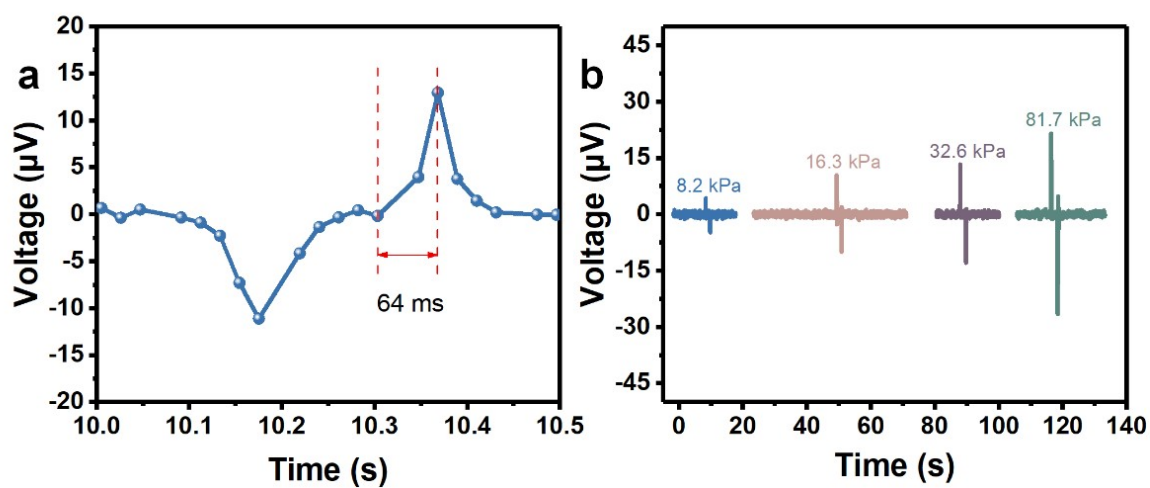 a
Voltage (µV)
20
15
10
5
0
-5
-10
-15
-20
64 ms
10.0 10.1 10.2 10.3 10.4 10.5
Time (s)
b
Voltage (µV)
45
30
15
0
-15
-30
-45
8.2 kPa
16.3 kPa
32.6 kPa
81.7 kPa
0 20 40 60 80 100 120 140
Time (s)